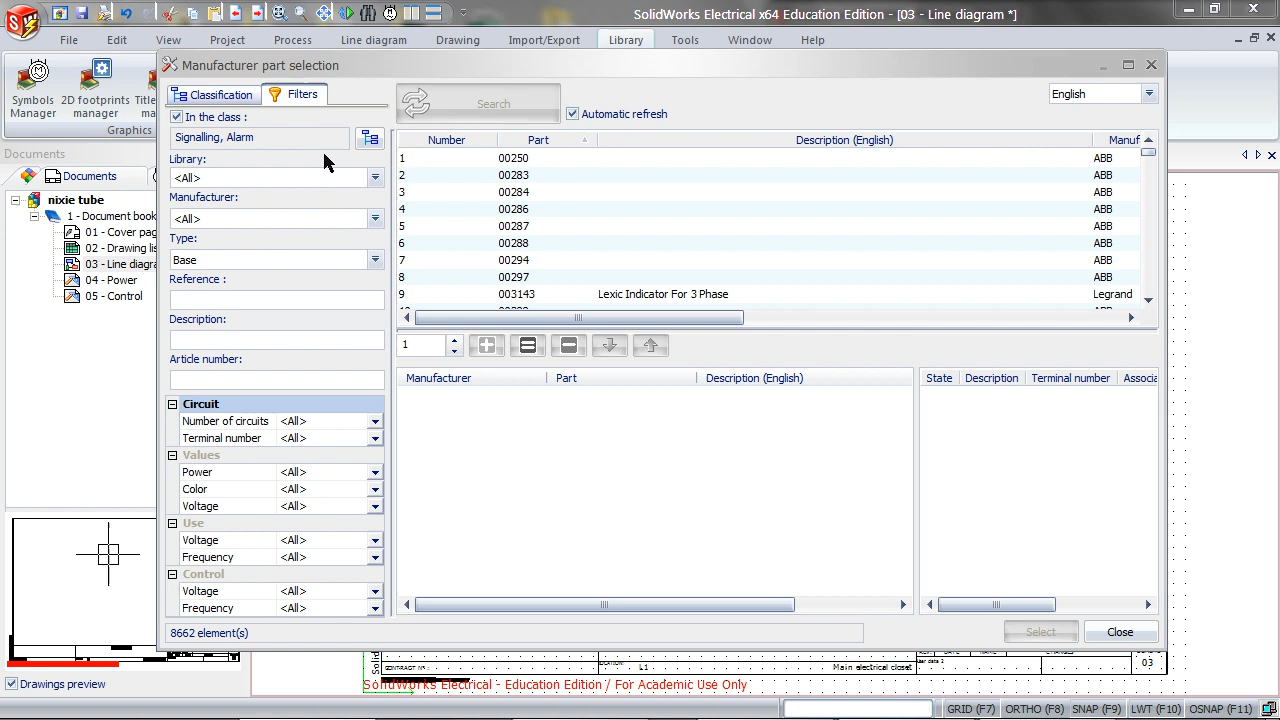 SolidWorks Electrical x64 Education Edition - [03 - Line diagram *]
File Edit View Project Process Line diagram Drawing Import/Export Library Tools Window Help
Symbols Manager
2D footprints manager
Graphics
Documents
Documents
nixie tube
1 - Document book
01 - Cover pag
02 - Drawing lis
03 - Line diagra
04 - Power
05 - Control
Drawings preview
Manufacturer part selection
Classification Filters
In the class :
Signalling, Alarm
Library:
<All>
Manufacturer:
<All>
Type:
Base
Reference :
Description:
Article number:
Circuit
Number of circuits <All>
Terminal number <All>
Values
Power <All>
Color <All>
Voltage <All>
Use
Voltage <All>
Frequency <All>
Control
Voltage <All>
Frequency <All>
8662 element(s)
Search
Automatic refresh
English
Number Part Description (English) Manuf
1 00250 ABB
2 00283 ABB
3 00284 ABB
4 00286 ABB
5 00287 ABB
6 00288 ABB
7 00294 ABB
8 00297 ABB
9 003143 Lexic Indicator For 3 Phase Legrand
1
Manufacturer Part Description (English)
State Description Terminal number Associa
Select Close
CONTRACT N°: L1 Main electrical closet
User data 2
03
SolidWorks Electrical - Education Edition / For Academic Use Only
GRID (F7) ORTHO (F8) SNAP (F9) LWT (F10) OSNAP (F11)